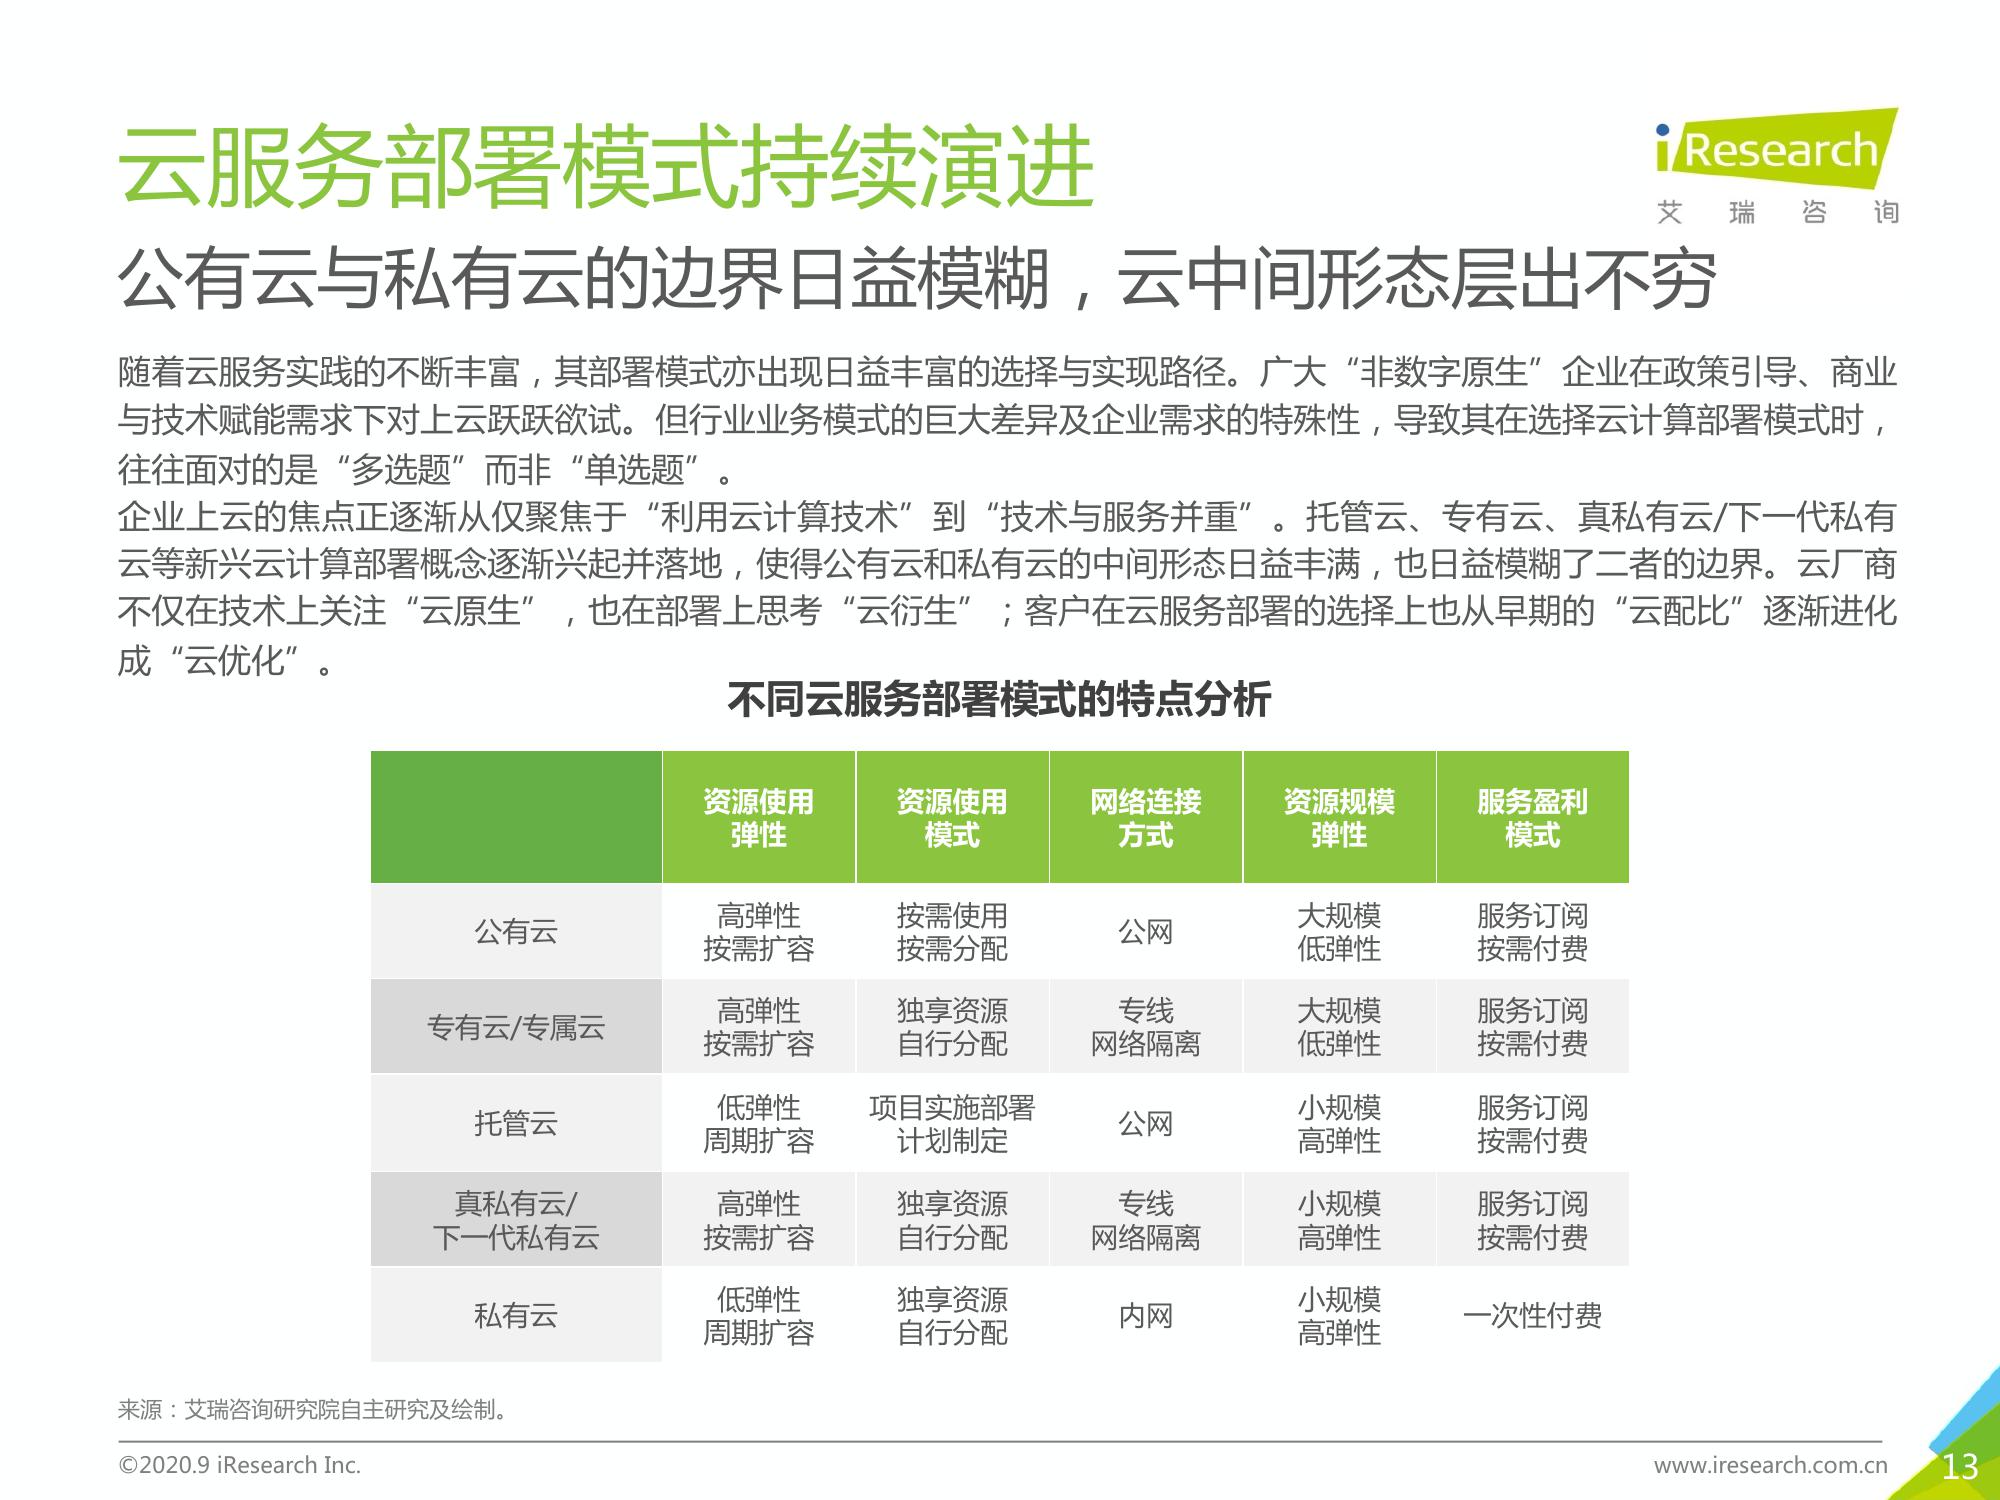 云服务部署模式持续演进
iResearch
艾瑞咨询
公有云与私有云的边界日益模糊，云中间形态层出不穷
随着云服务实践的不断丰富，其部署模式亦出现日益丰富的选择与实现路径。广大“非数字原生”企业在政策引导、商业
与技术赋能需求下对上云跃跃欲试。但行业业务模式的巨大差异及企业需求的特殊性，导致其在选择云计算部署模式时，
往往面对的是“多选题”而非“单选题”。
企业上云的焦点正逐渐从仅聚焦于“利用云计算技术”到“技术与服务并重”。托管云、专有云、真私有云/下一代私有
云等新兴云计算部署概念逐渐兴起并落地，使得公有云和私有云的中间形态日益丰满，也日益模糊了二者的边界。云厂商
不仅在技术上关注“云原生”，也在部署上思考“云衍生”；客户在云服务部署的选择上也从早期的“云配比”逐渐进化
成“云优化”。
不同云服务部署模式的特点分析
资源使用
弹性
资源使用
模式
网络连接
方式
资源规模
弹性
服务盈利
模式
公有云
高弹性
按需扩容
按需使用
按需分配
公网
大规模
低弹性
服务订阅
按需付费
专有云/专属云
高弹性
按需扩容
独享资源
自行分配
专线
网络隔离
大规模
低弹性
服务订阅
按需付费
托管云
低弹性
周期扩容
项目实施部署
计划制定
公网
小规模
高弹性
服务订阅
按需付费
真私有云/
下一代私有云
高弹性
按需扩容
独享资源
自行分配
专线
网络隔离
小规模
高弹性
服务订阅
按需付费
私有云
低弹性
周期扩容
独享资源
自行分配
内网
小规模
高弹性
一次性付费
来源：艾瑞咨询研究院自主研究及绘制。
©2020.9 iResearch Inc.
www.iresearch.com.cn
13